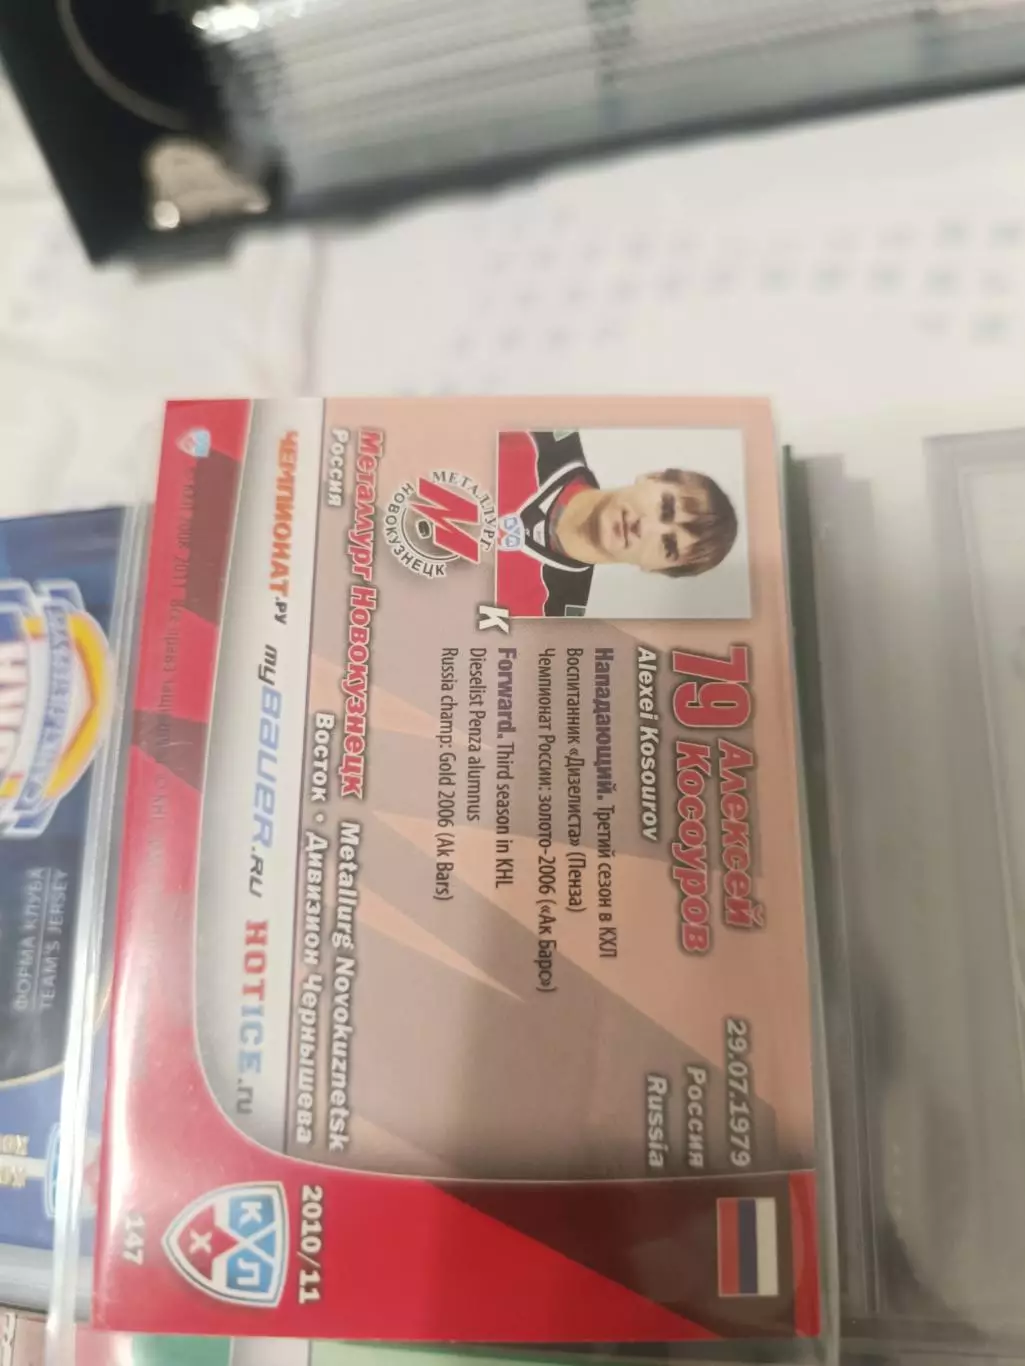 79 Алексей
Косоуров
Alexei Kosourov
29.07.1979
Россия
Russia
Нападающий. Третий сезон в КХЛ
Воспитанник «Дизелиста» (Пенза)
Чемпионат России: золото-2006 («Ак Барс»)
К
Forward. Third season in KHL
Dieselist Penza alumnus
Russia champ: Gold 2006 (Ak Bars)
МЕТАЛЛУРГ
НОВОКУЗНЕЦК
Металлург Новокузнецк
Россия
Metallurg Novokuznetsk
Восток • Дивизион Чернышева
2010/11
КХЛ
ЧЕМПИОНАТ.РУ
myBAUER.RU
HOTICE.ru
147
ФОРМА КЛУБА
TEAM'S JERSEY